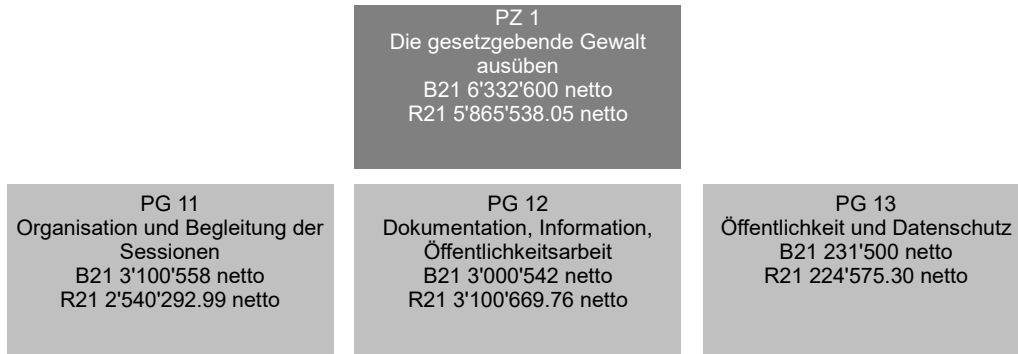 PZ 1
Die gesetzgebende Gewalt
ausüben
B21 6'332'600 netto
R21 5'865'538.05 netto
PG 11
Organisation und Begleitung der
Sessionen
B21 3'100'558 netto
R21 2'540'292.99 netto
PG 12
Dokumentation, Information,
Öffentlichkeitsarbeit
B21 3'000'542 netto
R21 3'100'669.76 netto
PG 13
Öffentlichkeit und Datenschutz
B21 231'500 netto
R21 224'575.30 netto